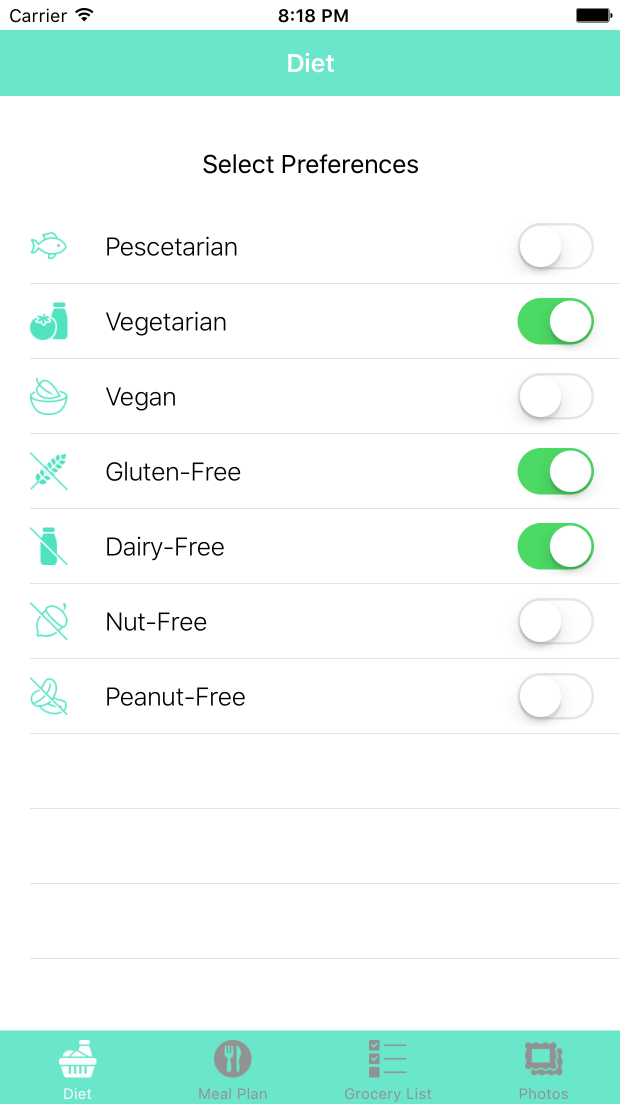 Carrier 8:18 PM
Diet
Select Preferences
Pescetarian
Vegetarian
Vegan
Gluten-Free
Dairy-Free
Nut-Free
Peanut-Free
Diet Meal Plan Grocery List Photos